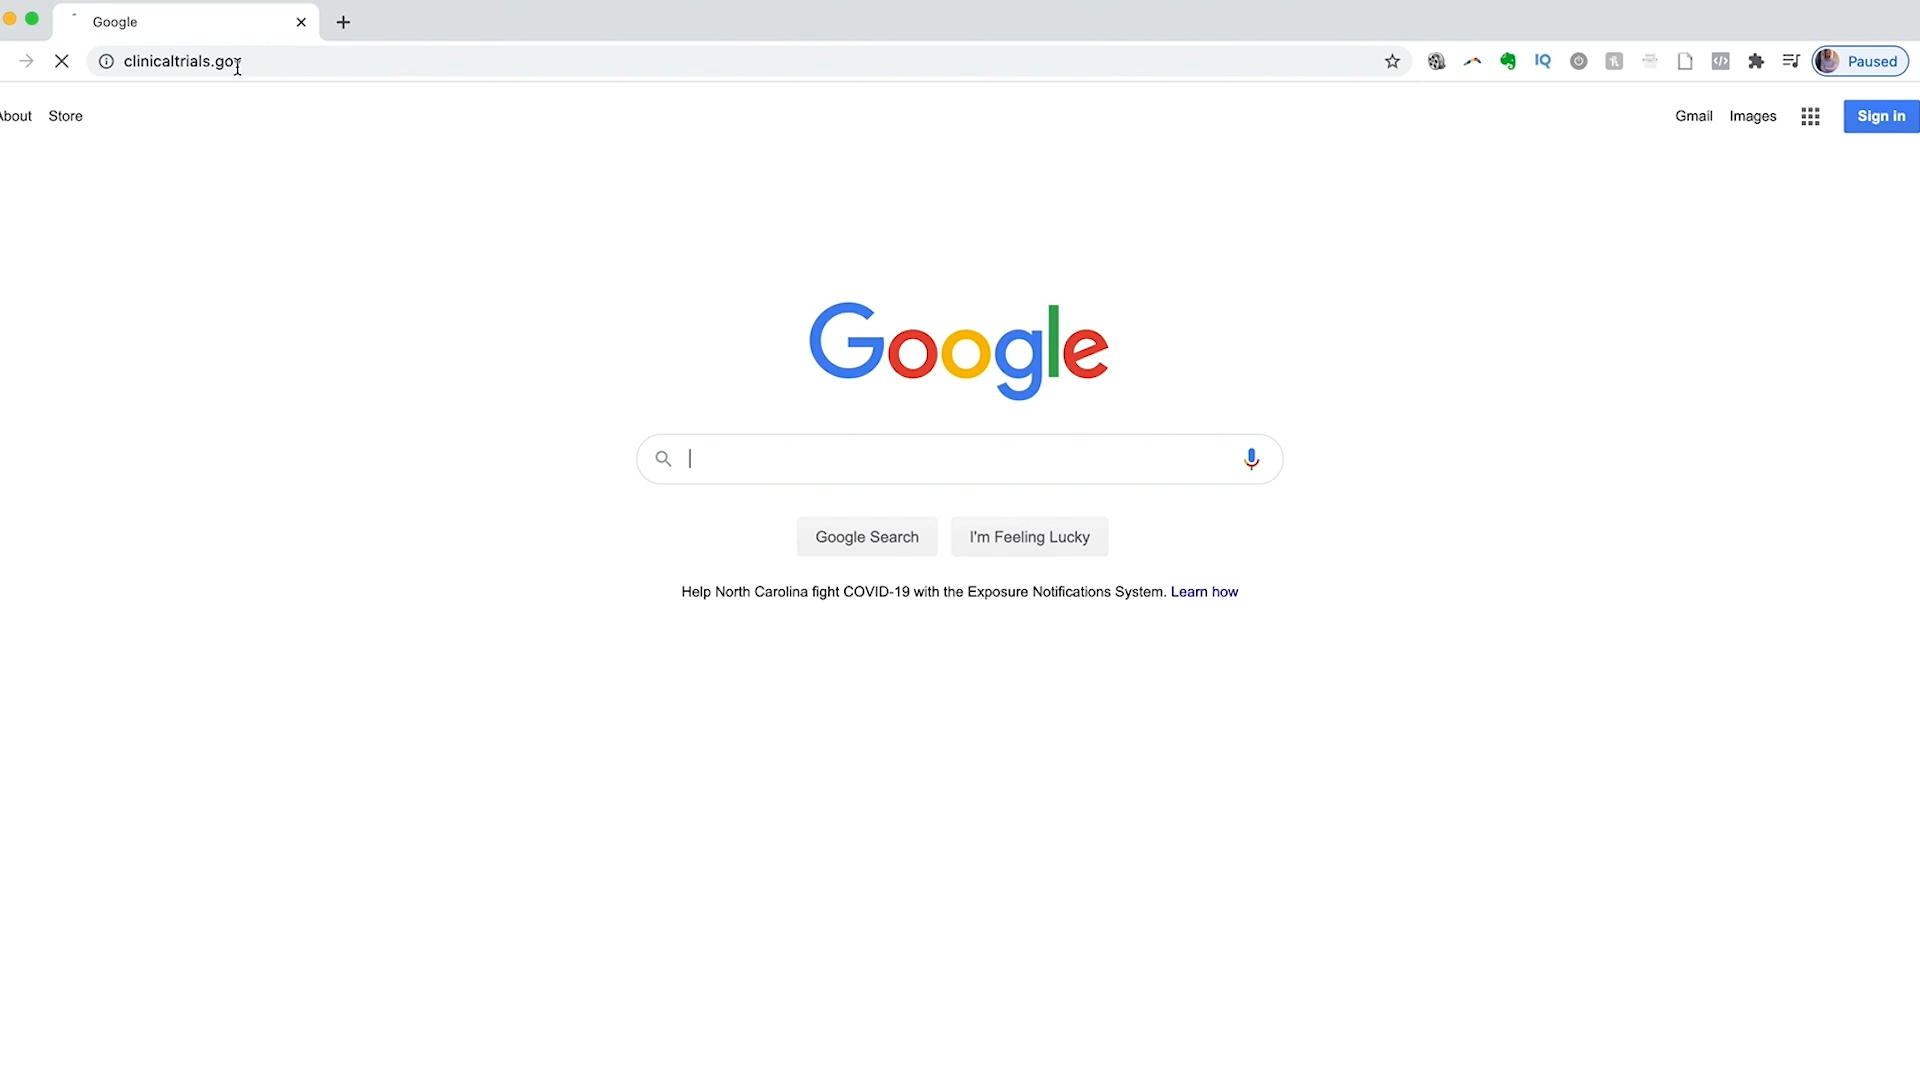 Google
clinicaltrials.gov
IQ
Paused
About Store
Gmail Images Sign in
Google
Google Search I'm Feeling Lucky
Help North Carolina fight COVID-19 with the Exposure Notifications System. Learn how